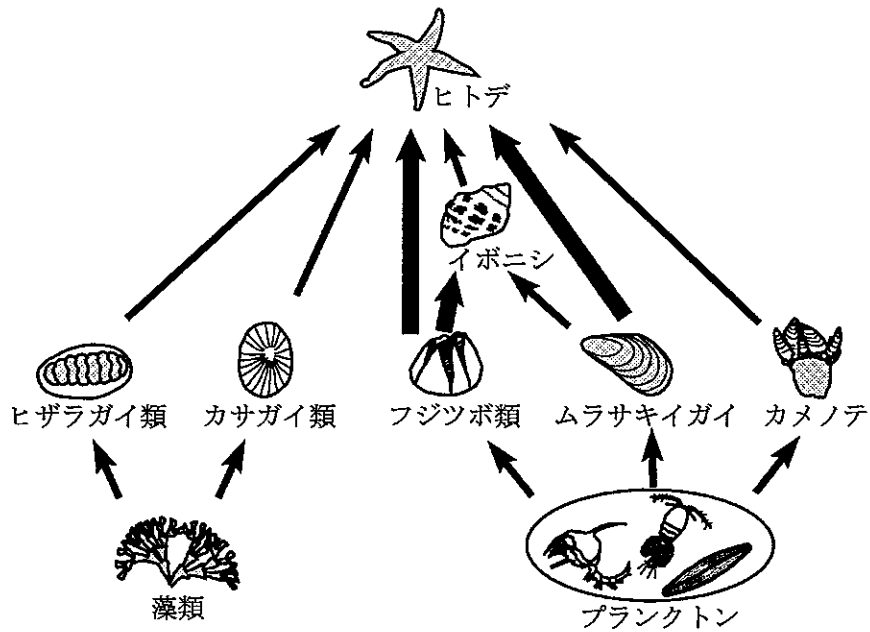 ヒトデ
イボニシ
ヒザラガイ類
カサガイ類
フジツボ類
ムラサキイガイ
カメノテ
藻類
プランクトン